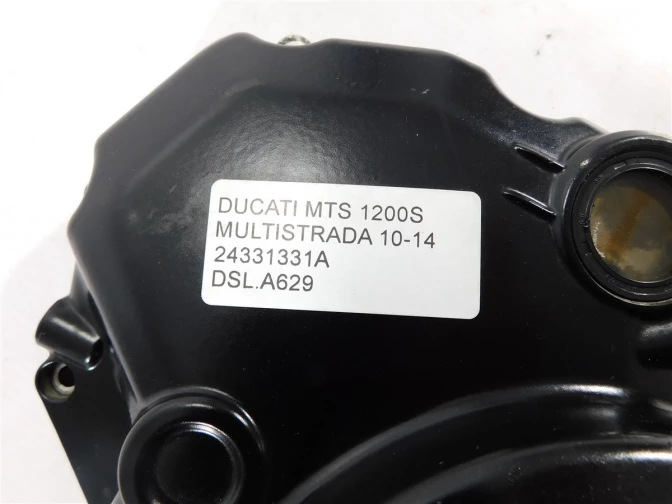 DUCATI MTS 1200S
MULTISTRADA 10-14
24331331A
DSL.A629